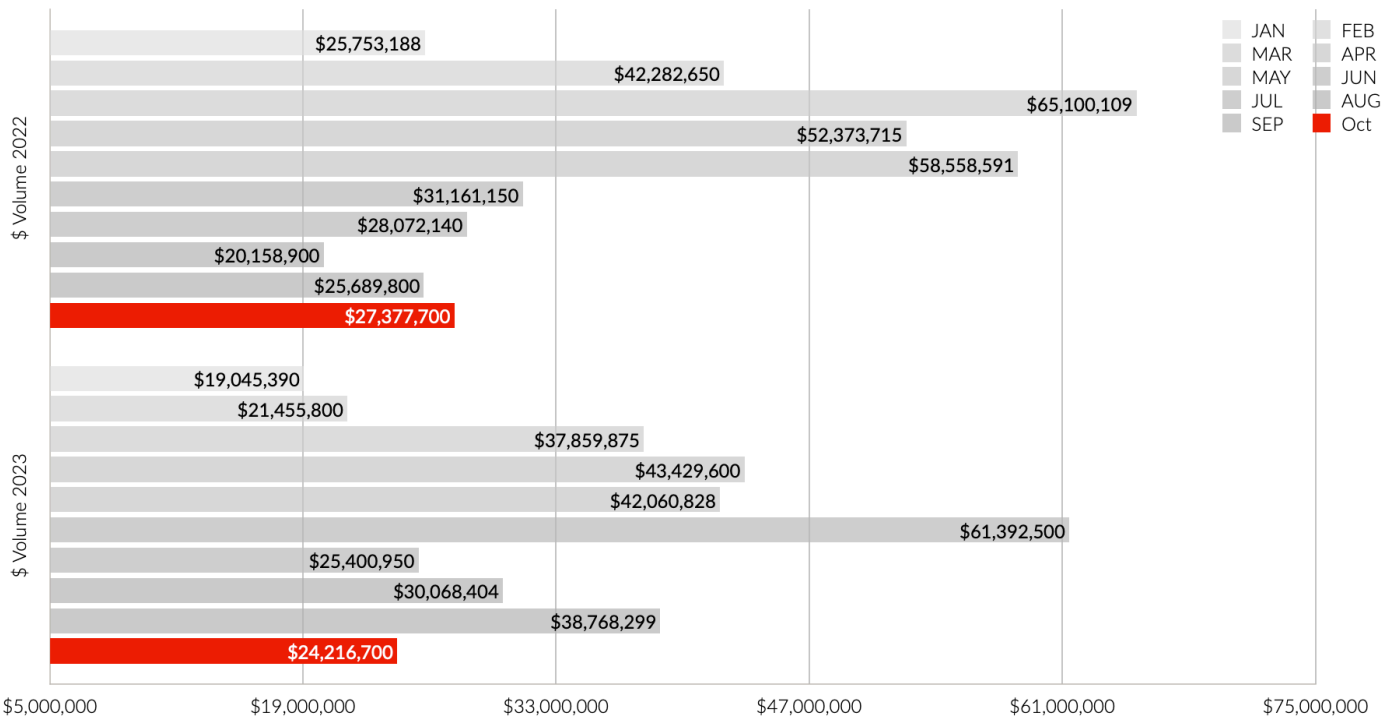 JAN FEB
MAR APR
MAY JUN
JUL AUG
SEP Oct
$ Volume 2022
$25,753,188
$42,282,650
$65,100,109
$52,373,715
$58,558,591
$31,161,150
$28,072,140
$20,158,900
$25,689,800
$27,377,700
$ Volume 2023
$19,045,390
$21,455,800
$37,859,875
$43,429,600
$42,060,828
$61,392,500
$25,400,950
$30,068,404
$38,768,299
$24,216,700
$5,000,000 $19,000,000 $33,000,000 $47,000,000 $61,000,000 $75,000,000